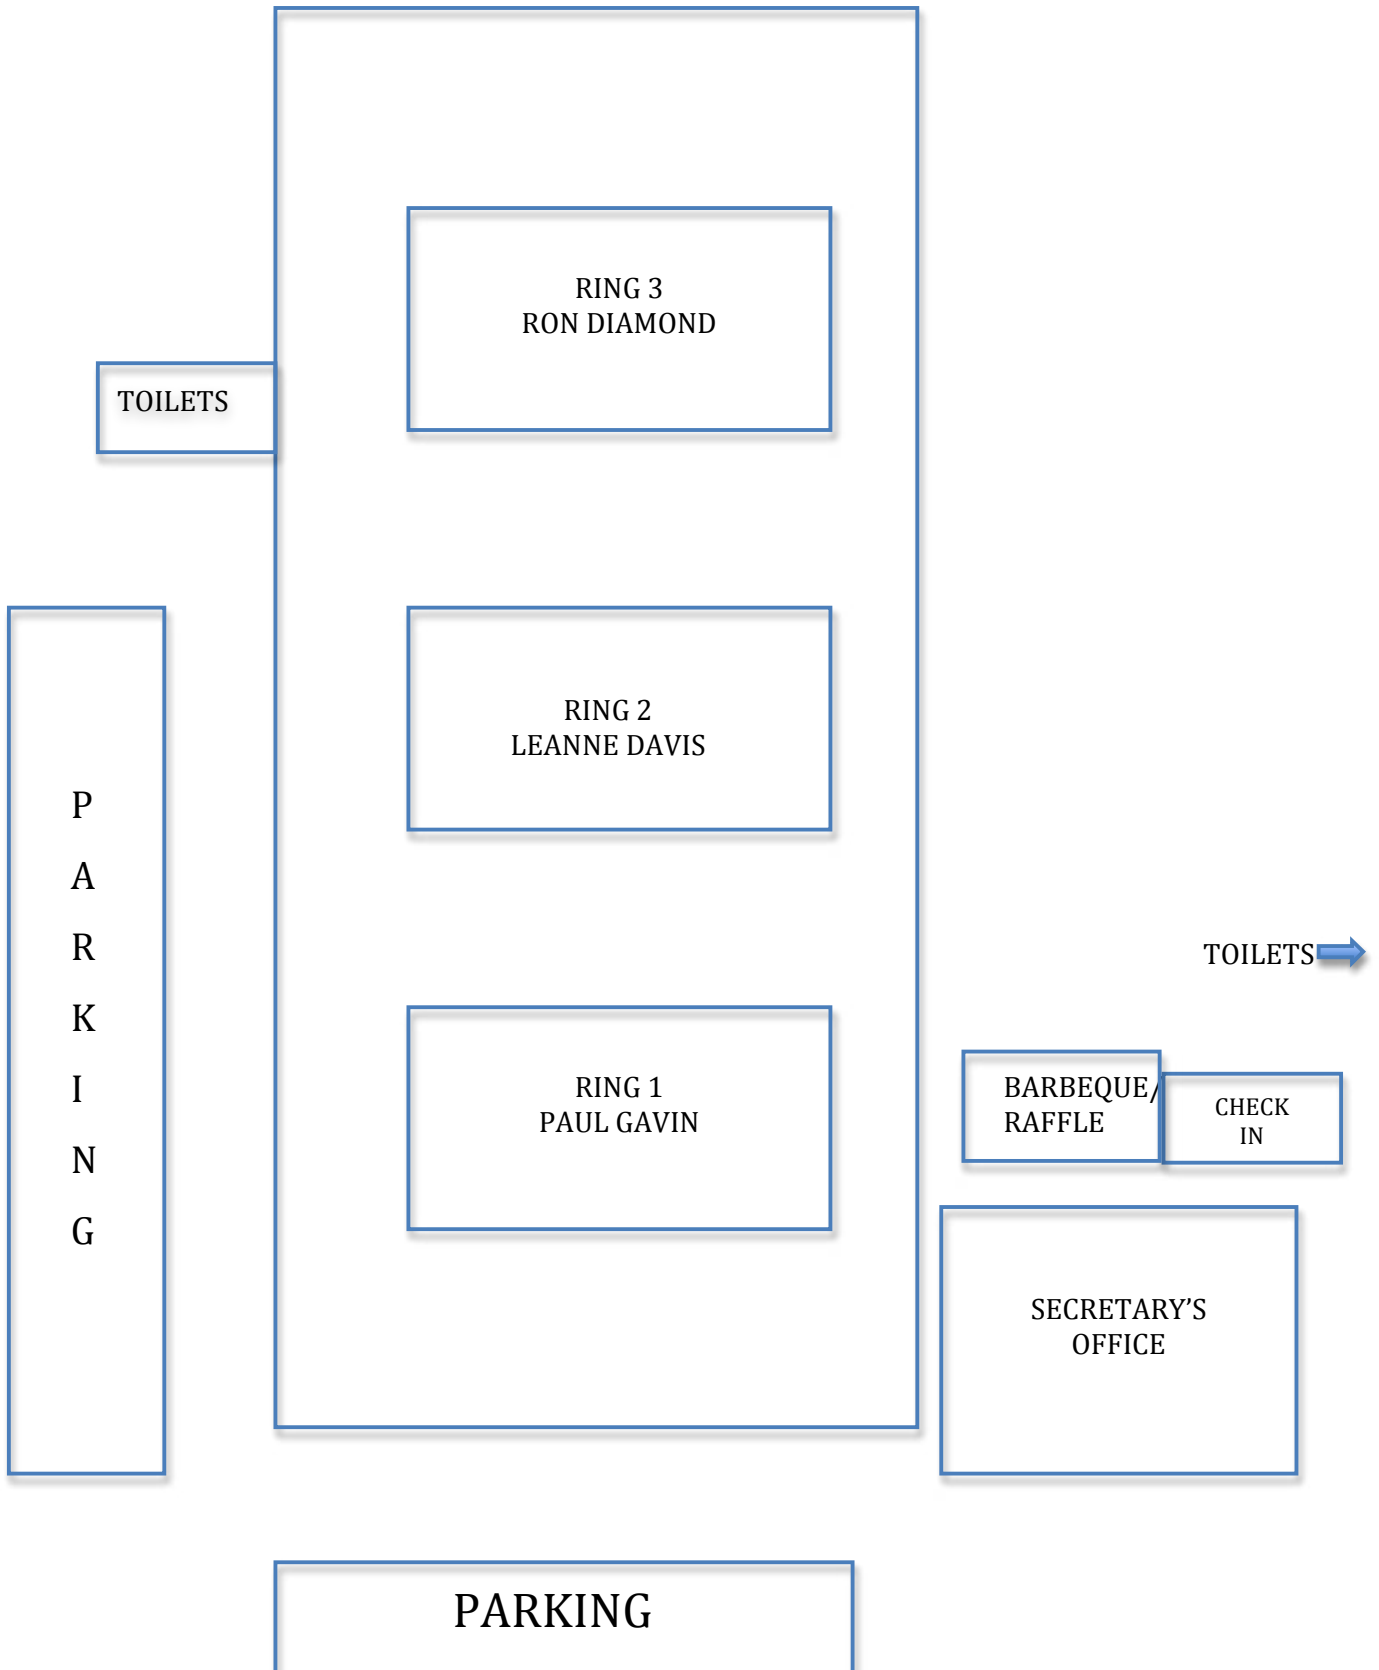 RING 3
RON DIAMOND
TOILETS
RING 2
LEANNE DAVIS
P
A
R
K
I
N
G
TOILETS
RING 1
PAUL GAVIN
BARBEQUE/
RAFFLE
CHECK
IN
SECRETARY’S
OFFICE
PARKING